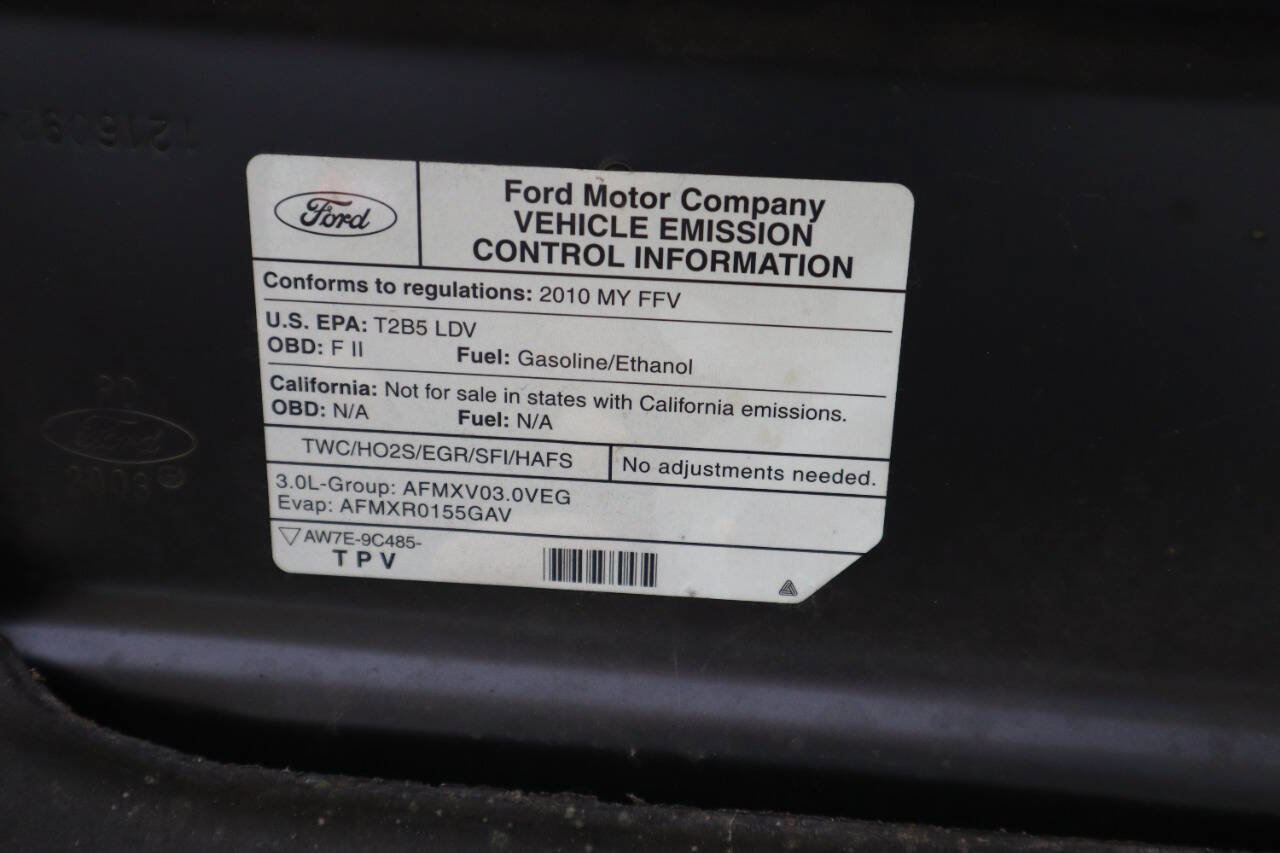 Ford
Ford Motor Company
VEHICLE EMISSION
CONTROL INFORMATION
Conforms to regulations: 2010 MY FFV
U.S. EPA: T2B5 LDV
OBD: F II Fuel: Gasoline/Ethanol
California: Not for sale in states with California emissions.
OBD: N/A Fuel: N/A
TWC/HO2S/EGR/SFI/HAFS No adjustments needed.
3.0L-Group: AFMXV03.0VEG
Evap: AFMXR0155GAV
AW7E-9C485-
TPV
Ford